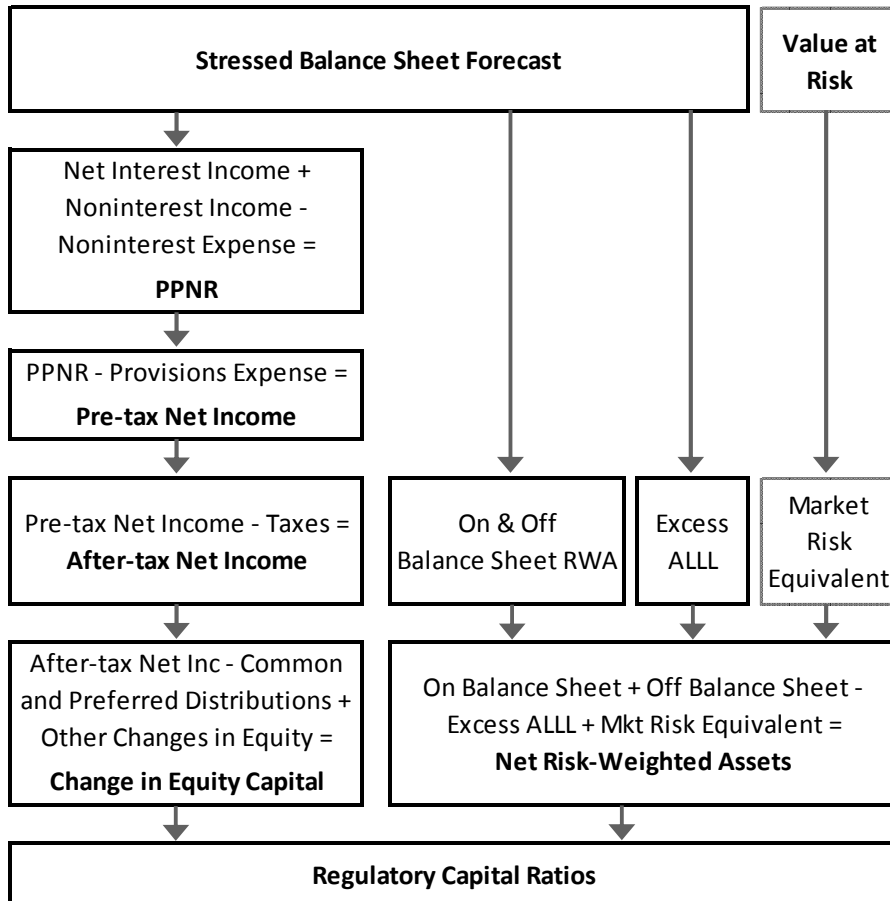 Stressed Balance Sheet Forecast
Value at
Risk
Net Interest Income +
Noninterest Income -
Noninterest Expense =
PPNR
PPNR - Provisions Expense =
Pre-tax Net Income
Pre-tax Net Income - Taxes =
After-tax Net Income
On & Off
Balance Sheet RWA
Excess
ALLL
Market
Risk
Equivalent
After-tax Net Inc - Common
and Preferred Distributions +
Other Changes in Equity =
Change in Equity Capital
On Balance Sheet + Off Balance Sheet -
Excess ALLL + Mkt Risk Equivalent =
Net Risk-Weighted Assets
Regulatory Capital Ratios